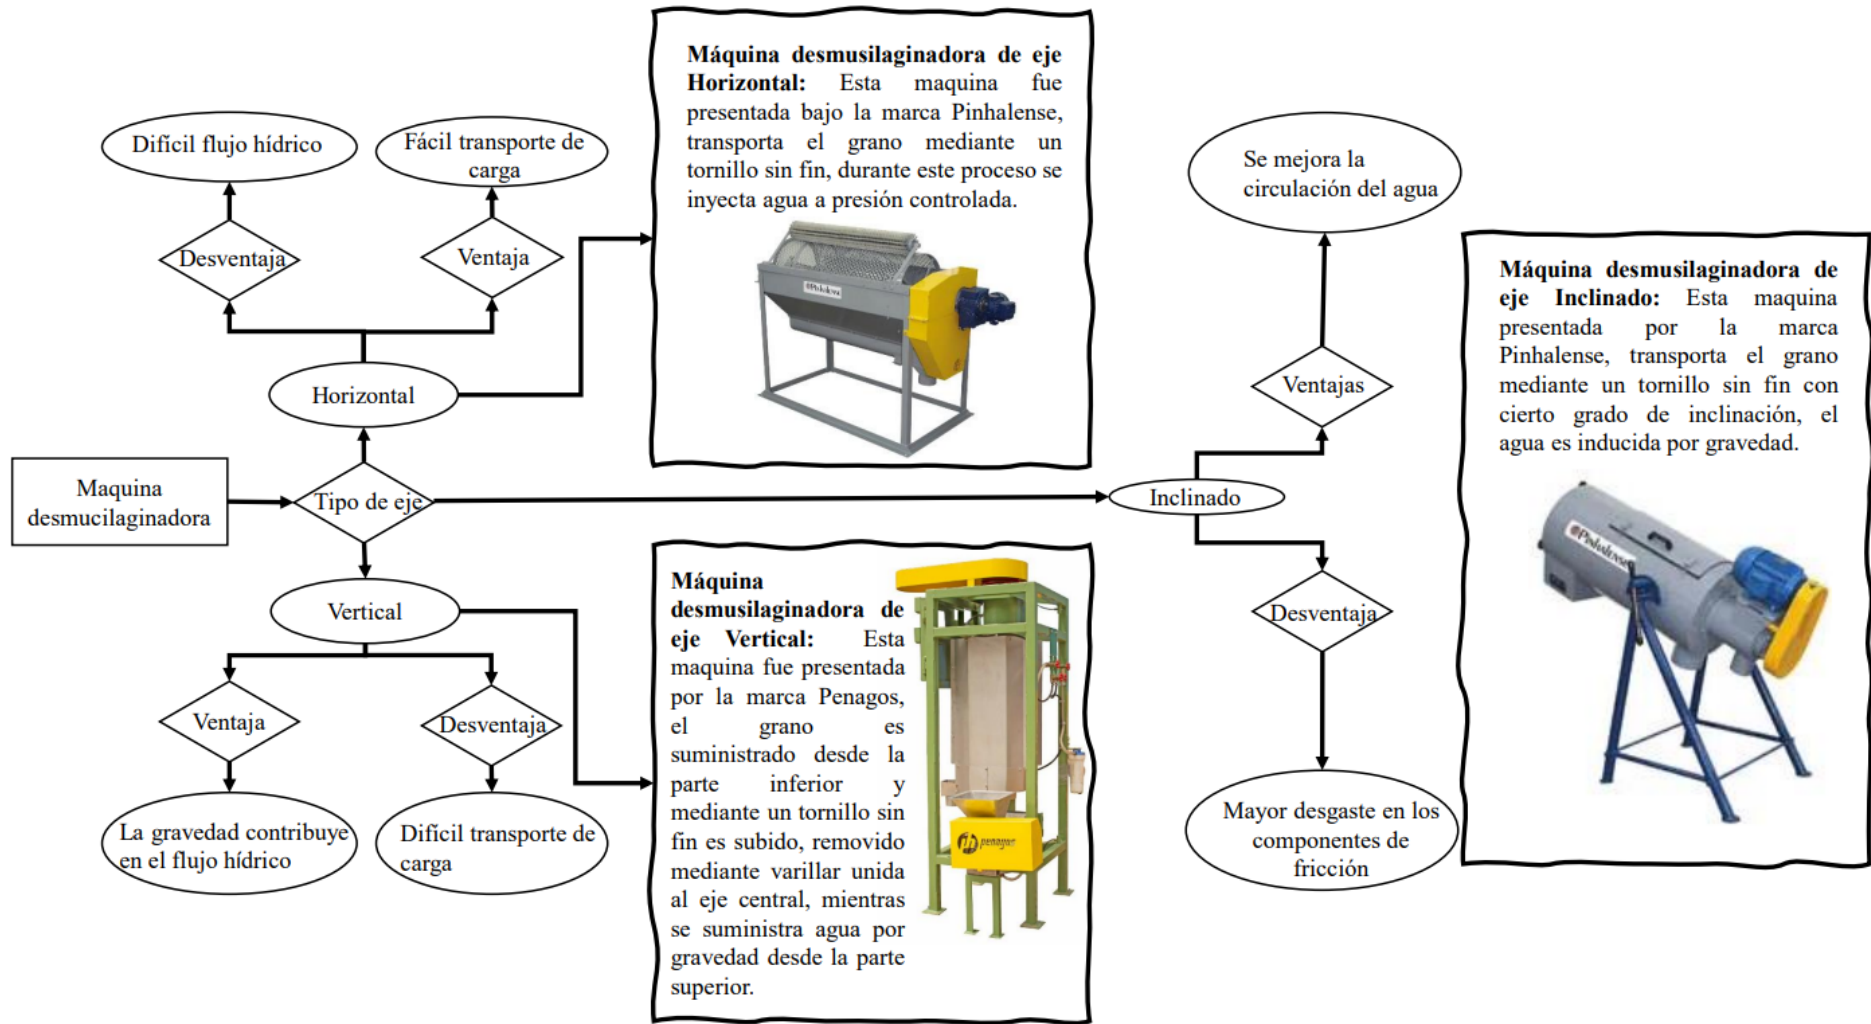 Máquina desmusilaginadora de eje
Horizontal: Esta maquina fue
presentada bajo la marca Pinhalense,
transporta el grano mediante un
tornillo sin fin, durante este proceso se
inyecta agua a presión controlada.
Pinhalense
Difícil flujo hídrico
Fácil transporte de
carga
Desventaja
Ventaja
Horizontal
Maquina
desmucilaginadora
Tipo de eje
Vertical
Ventaja
Desventaja
La gravedad contribuye
en el flujo hídrico
Difícil transporte de
carga
Máquina
desmusilaginadora de
eje Vertical: Esta
maquina fue presentada
por la marca Penagos,
el grano es
suministrado desde la
parte inferior y
mediante un tornillo sin
fin es subido, removido
mediante varillar unida
al eje central, mientras
se suministra agua por
gravedad desde la parte
superior.
penagos
Se mejora la
circulación del agua
Ventajas
Inclinado
Desventaja
Mayor desgaste en los
componentes de
fricción
Máquina desmusilaginadora de
eje Inclinado: Esta maquina
presentada por la marca
Pinhalense, transporta el grano
mediante un tornillo sin fin con
cierto grado de inclinación, el
agua es inducida por gravedad.
Pinhalense